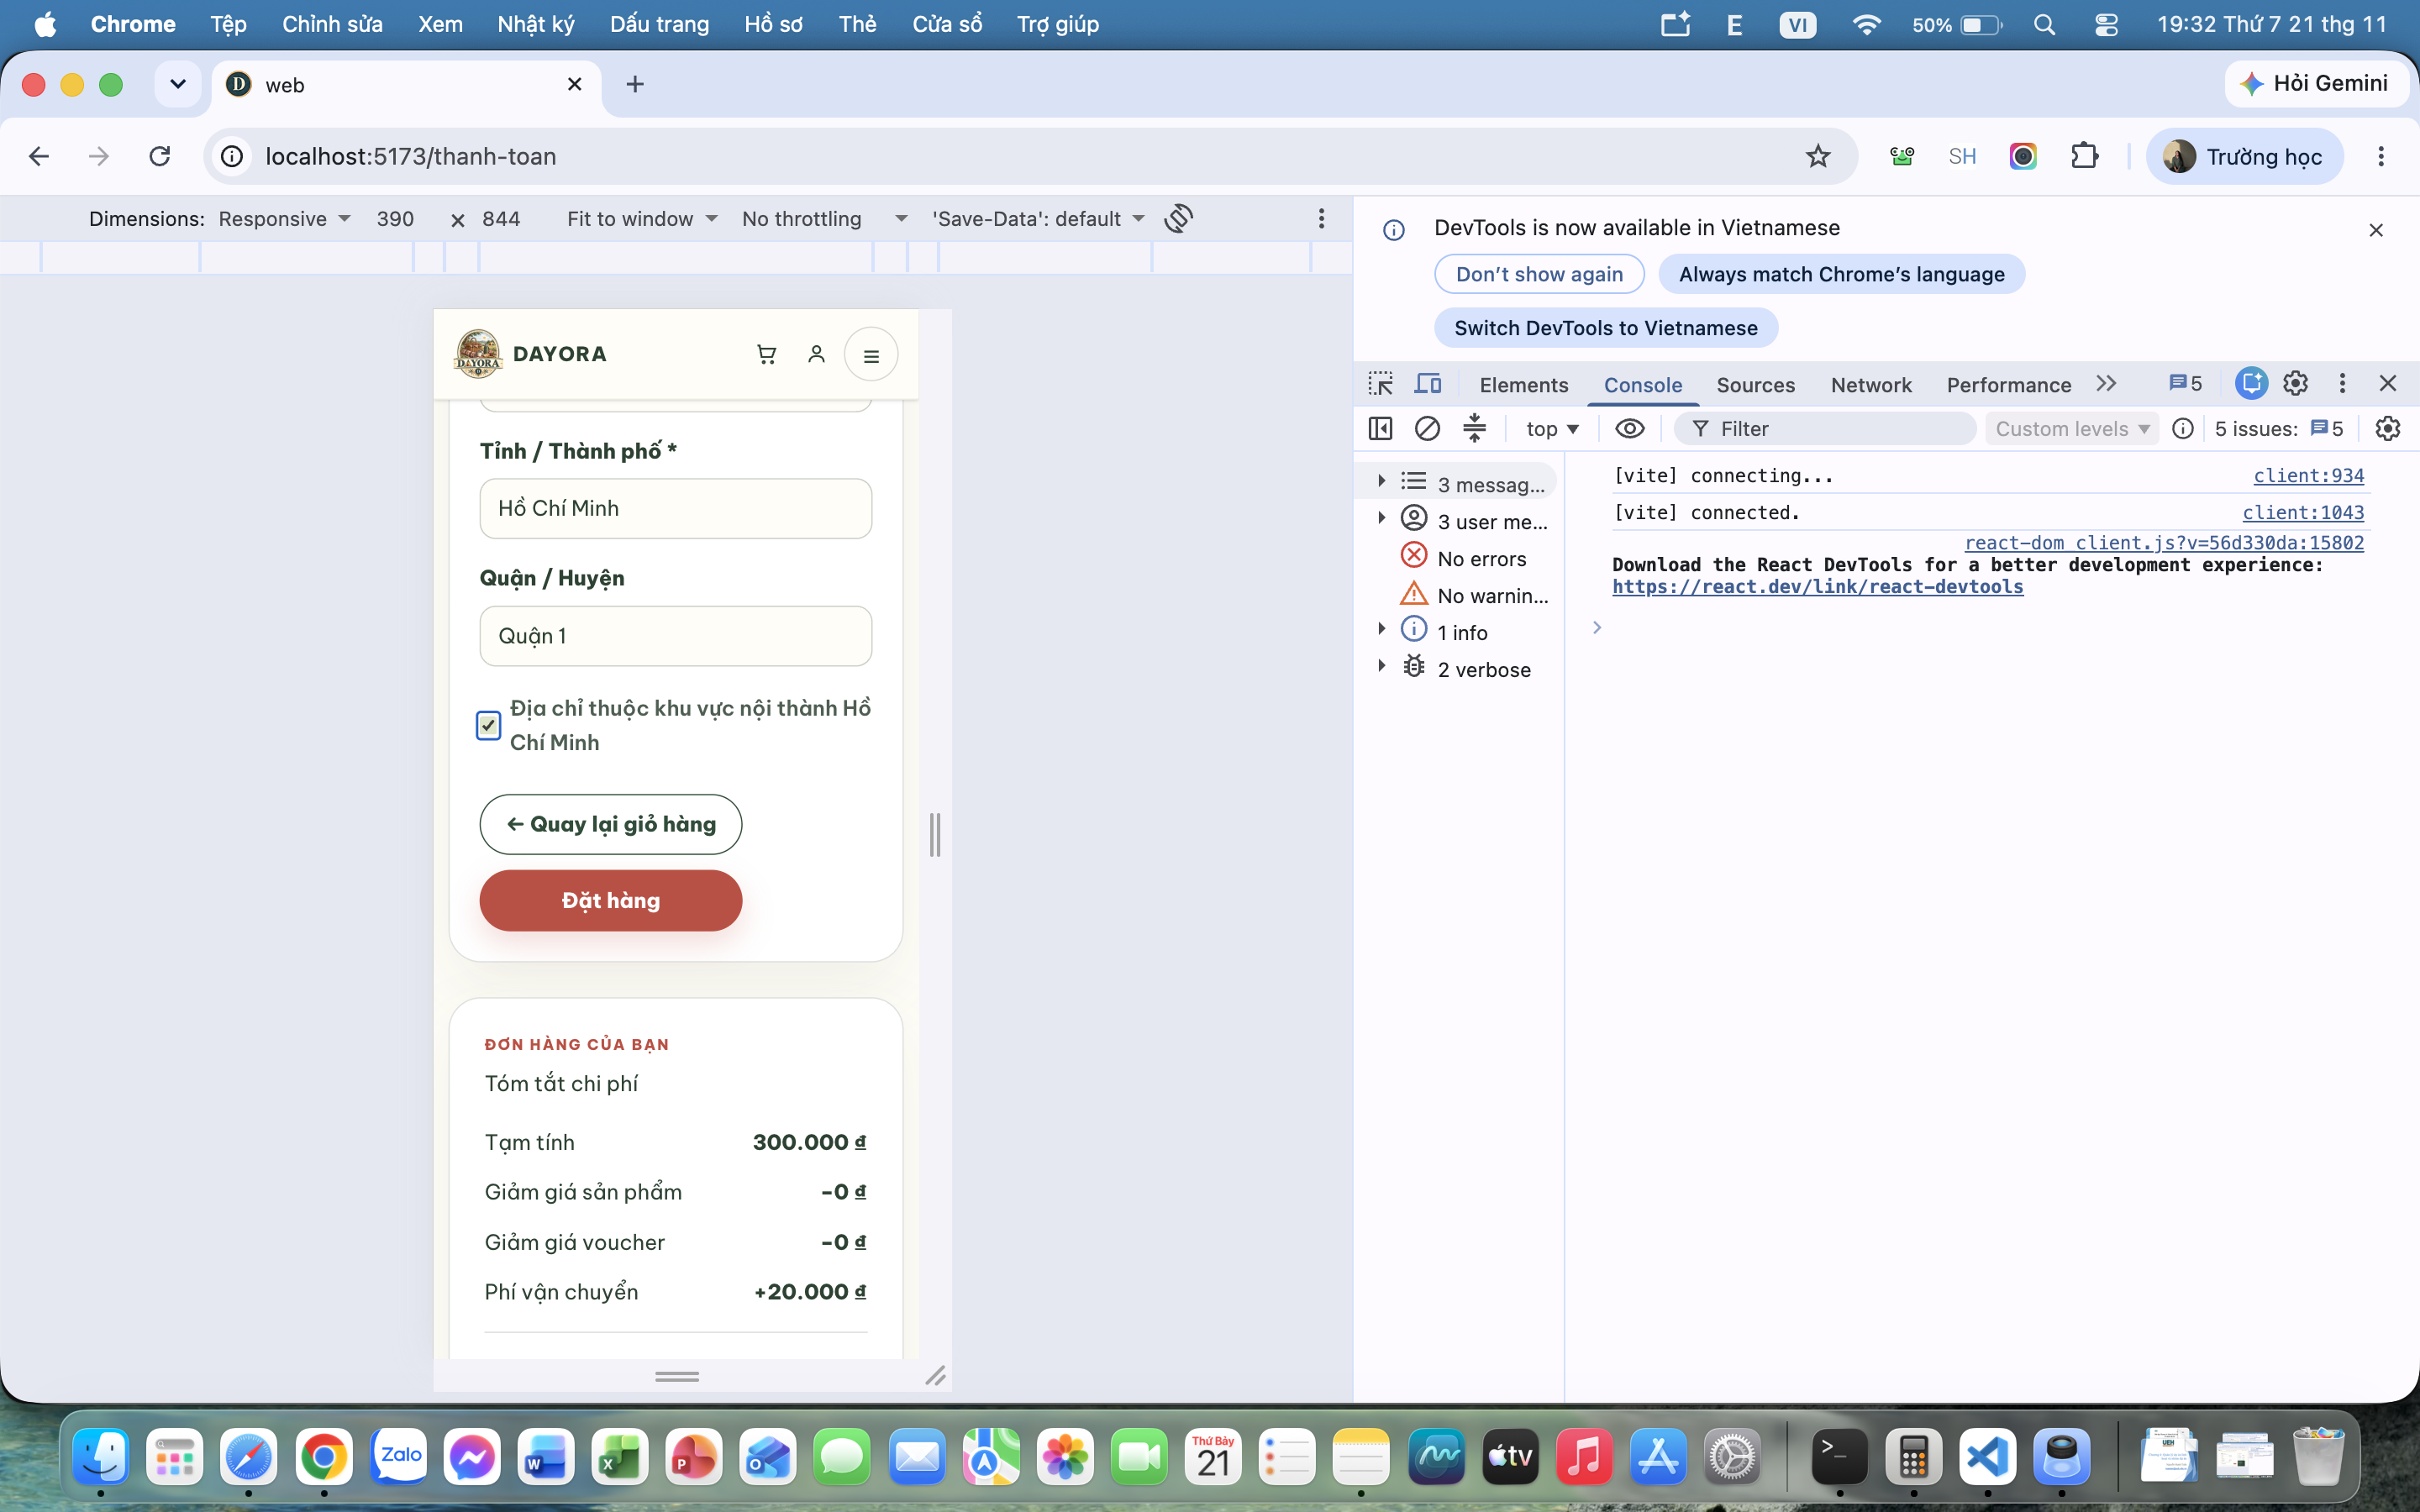 Chrome Tệp Chỉnh sửa Xem Nhật ký Dấu trang Hồ sơ Thẻ Cửa sổ Trợ giúp E VI 50% 19:32 Thứ 7 21 thg 11
D web Hỏi Gemini
localhost:5173/thanh-toan SH Trường học
Dimensions: Responsive 390 × 844 Fit to window No throttling 'Save-Data': default
DevTools is now available in Vietnamese
Don't show again Always match Chrome's language
Switch DevTools to Vietnamese
Elements Console Sources Network Performance 5
top Filter Custom levels 5 issues: 5
3 messag...
3 user me...
No errors
No warnin...
1 info
2 verbose
[vite] connecting... client:934
[vite] connected. client:1043
react-dom_client.js?v=56d330da:15802
Download the React DevTools for a better development experience:
https://react.dev/link/react-devtools
DAYORA DAYORA
Tỉnh / Thành phố *
Hồ Chí Minh
Quận / Huyện
Quận 1
Địa chỉ thuộc khu vực nội thành Hồ
Chí Minh
← Quay lại giỏ hàng
Đặt hàng
ĐƠN HÀNG CỦA BẠN
Tóm tắt chi phí
Tạm tính 300.000 ₫
Giảm giá sản phẩm -0 ₫
Giảm giá voucher -0 ₫
Phí vận chuyển +20.000 ₫
Zalo W X P O Thứ Bảy tv
21